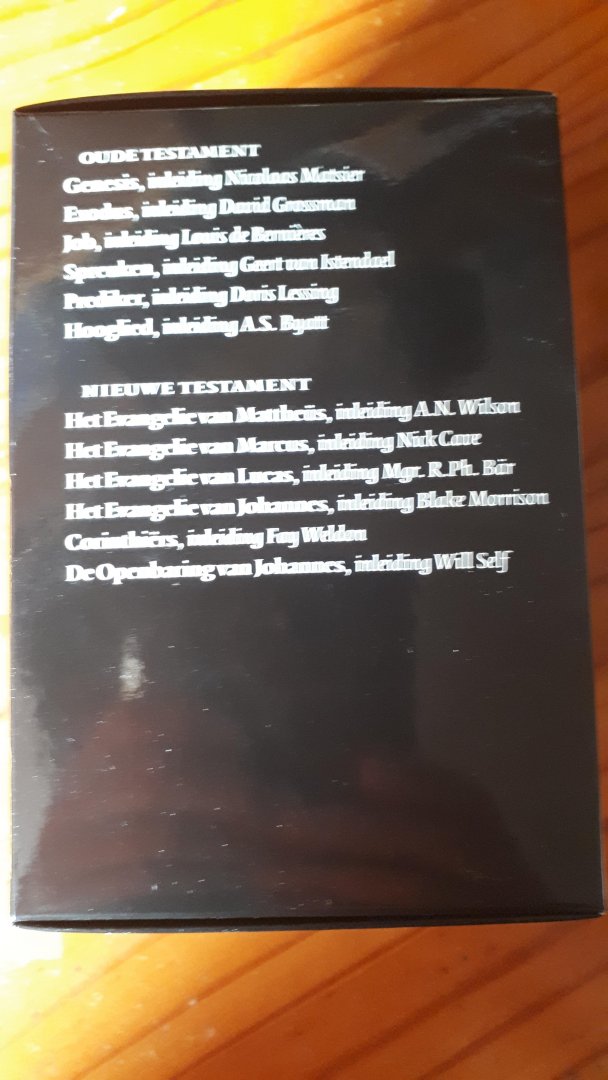 OUDE TESTAMENT
Genesis, inleiding Nicolaas Matsier
Exodus, inleiding David Grossman
Job, inleiding Louis de Bernières
Spreuken, inleiding Geert van Istendael
Prediker, inleiding Doris Lessing
Hooglied, inleiding A.S. Byatt
NIEUWE TESTAMENT
Het Evangelie van Mattheüs, inleiding A.N. Wilson
Het Evangelie van Marcus, inleiding Nick Cave
Het Evangelie van Lucas, inleiding Mgr. R. Ph. Bär
Het Evangelie van Johannes, inleiding Blake Morrison
Corinthiërs, inleiding Fay Weldon
De Openbaring van Johannes, inleiding Will Self